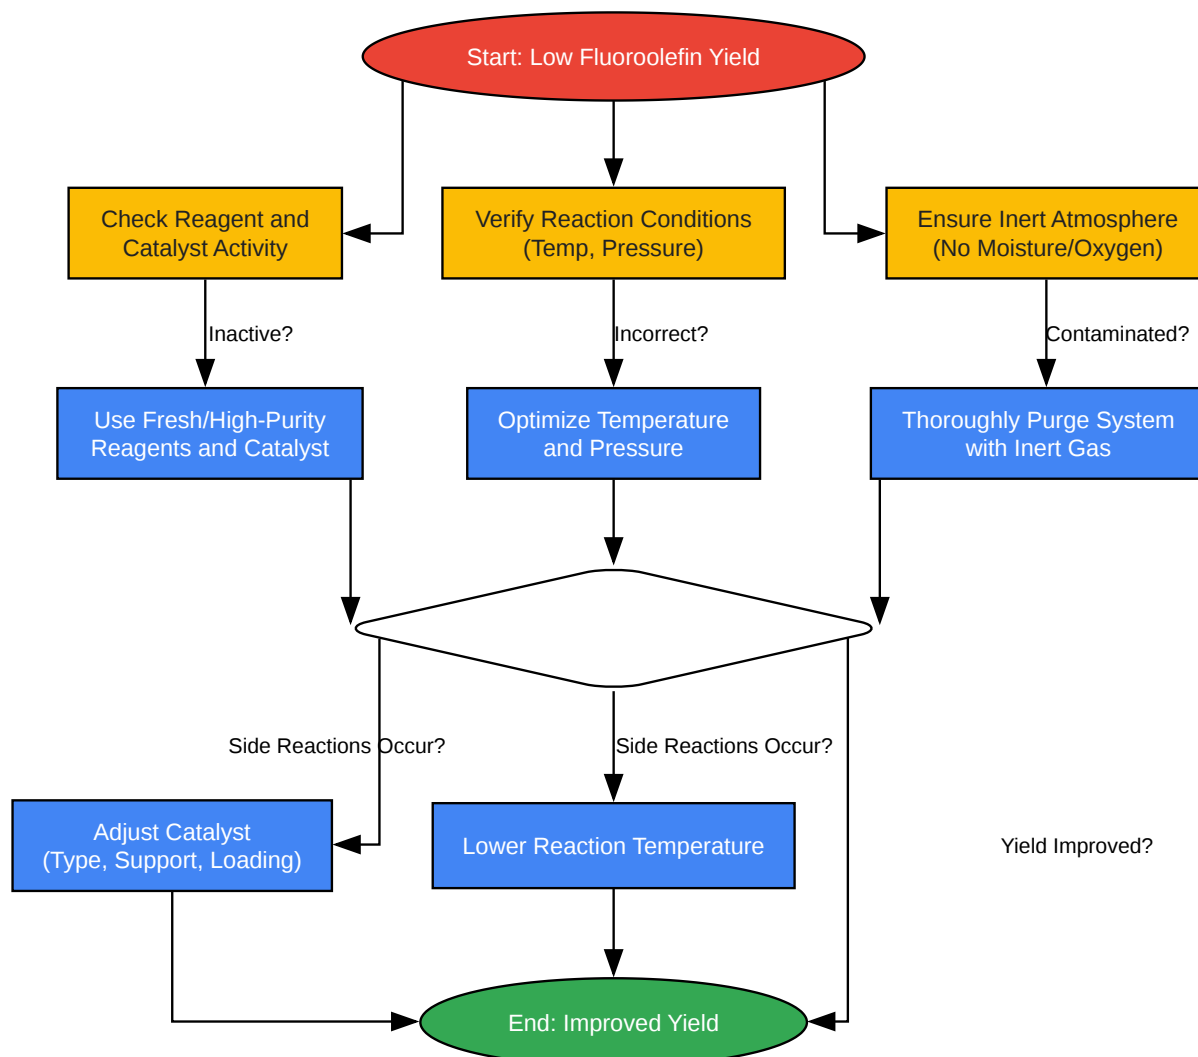 Start: Low Fluoroolefin Yield
Check Reagent and
Catalyst Activity
Verify Reaction Conditions
(Temp, Pressure)
Ensure Inert Atmosphere
(No Moisture/Oxygen)
Inactive?
Incorrect?
Contaminated?
Use Fresh/High-Purity
Reagents and Catalyst
Optimize Temperature
and Pressure
Thoroughly Purge System
with Inert Gas
Side Reactions Occur?
Side Reactions Occur?
Adjust Catalyst
(Type, Support, Loading)
Lower Reaction Temperature
Yield Improved?
End: Improved Yield